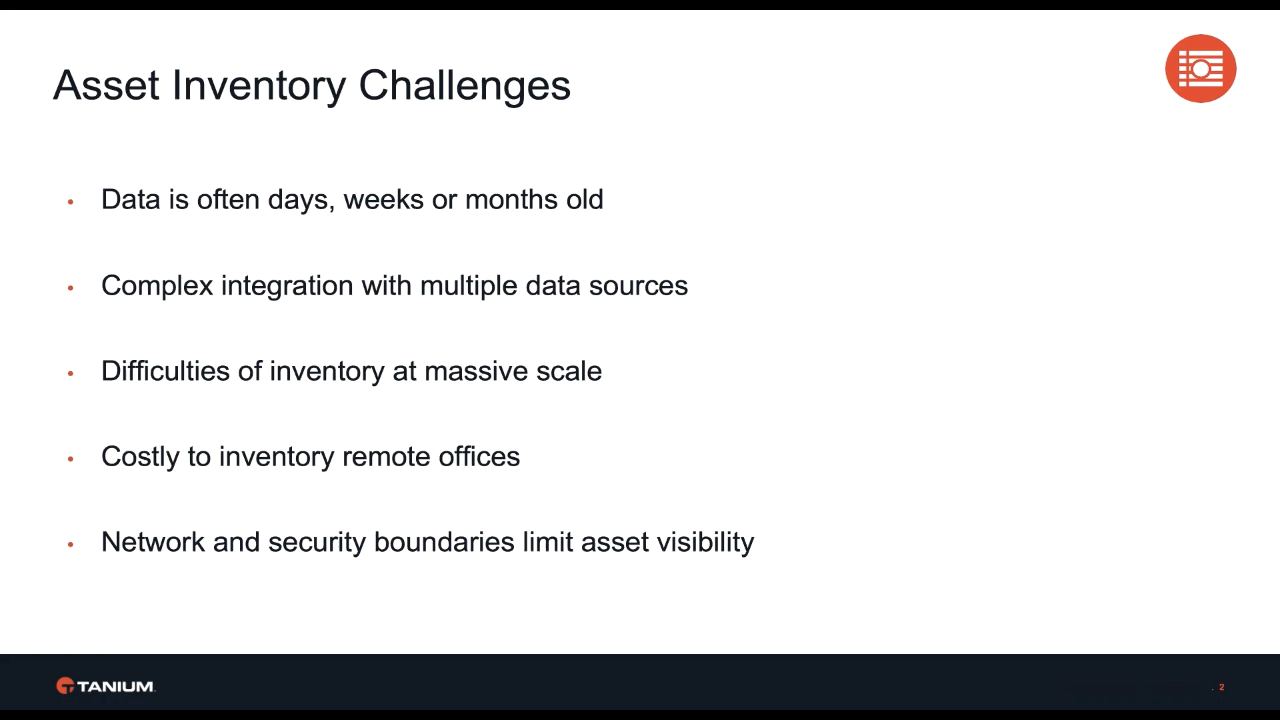 Asset Inventory Challenges
• Data is often days, weeks or months old
• Complex integration with multiple data sources
• Difficulties of inventory at massive scale
• Costly to inventory remote offices
• Network and security boundaries limit asset visibility
TANIUM.
. 2